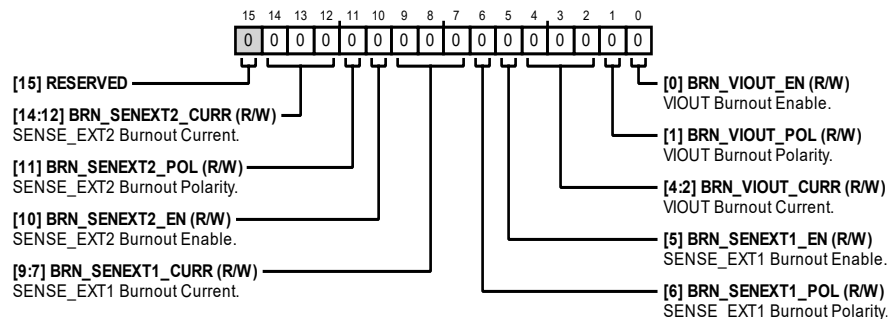 15 14 13 12 11 10 9 8 7 6 5 4 3 2 1 0
0 0 0 0 0 0 0 0 0 0 0 0 0 0 0 0
[15] RESERVED
[14:12] BRN_SENEXT2_CURR (R/W)
SENSE_EXT2 Burnout Current.
[11] BRN_SENEXT2_POL (R/W)
SENSE_EXT2 Burnout Polarity.
[10] BRN_SENEXT2_EN (R/W)
SENSE_EXT2 Burnout Enable.
[9:7] BRN_SENEXT1_CURR (R/W)
SENSE_EXT1 Burnout Current.
[0] BRN_VIOUT_EN (R/W)
VIOUT Burnout Enable.
[1] BRN_VIOUT_POL (R/W)
VIOUT Burnout Polarity.
[4:2] BRN_VIOUT_CURR (R/W)
VIOUT Burnout Current.
[5] BRN_SENEXT1_EN (R/W)
SENSE_EXT1 Burnout Enable.
[6] BRN_SENEXT1_POL (R/W)
SENSE_EXT1 Burnout Polarity.